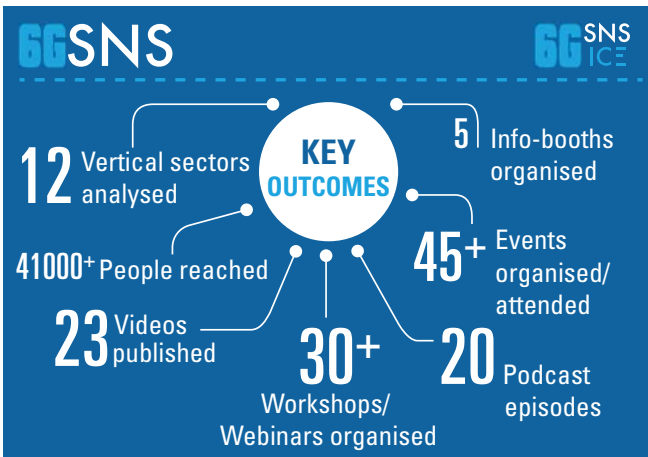 6GSNS
6G SNS
ICE
KEY
OUTCOMES
12 Vertical sectors
analysed
41000+ People reached
23 Videos
published
30+
Workshops/
Webinars organised
20 Podcast
episodes
45+ Events
organised/
attended
5 Info-booths
organised